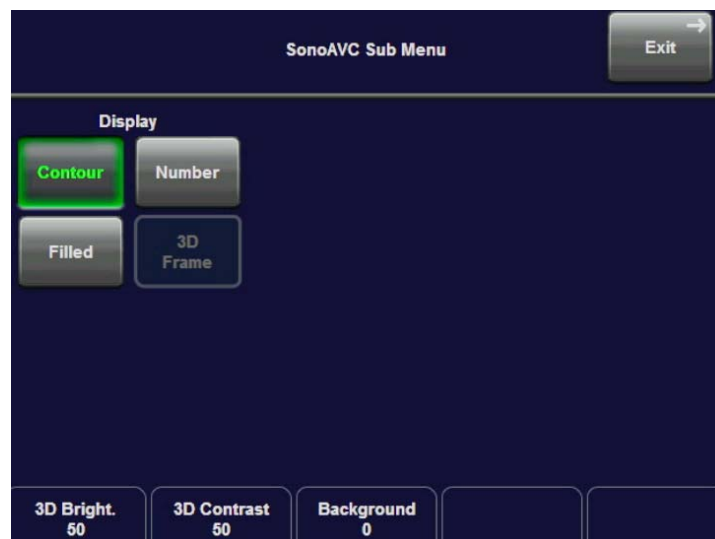 SonoAVC Sub Menu
Exit
Display
Contour
Number
Filled
3D
Frame
3D Bright.
50
3D Contrast
50
Background
0